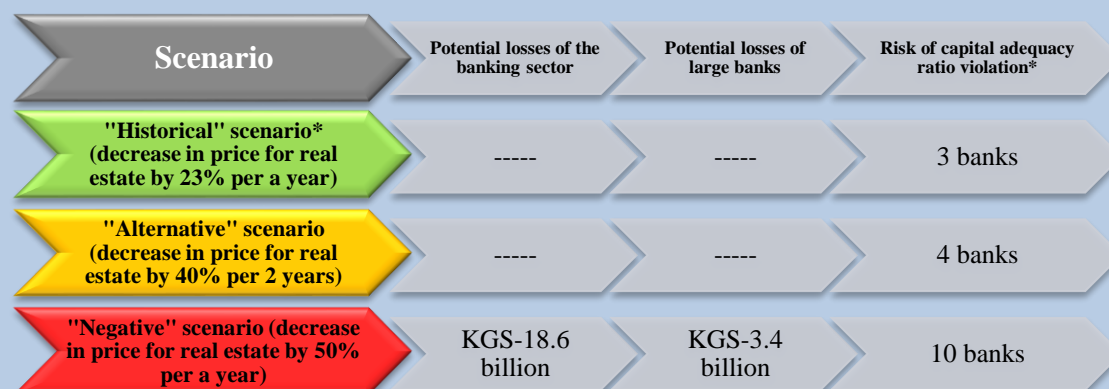 Scenario
Potential losses of the
banking sector
Potential losses of
large banks
Risk of capital adequacy
ratio violation*
"Historical" scenario*
(decrease in price for real
estate by 23% per a year)
-----
-----
3 banks
"Alternative" scenario
(decrease in price for real
estate by 40% per 2 years)
-----
-----
4 banks
"Negative" scenario (decrease
in price for real estate by 50%
per a year)
KGS-18.6
billion
KGS-3.4
billion
10 banks